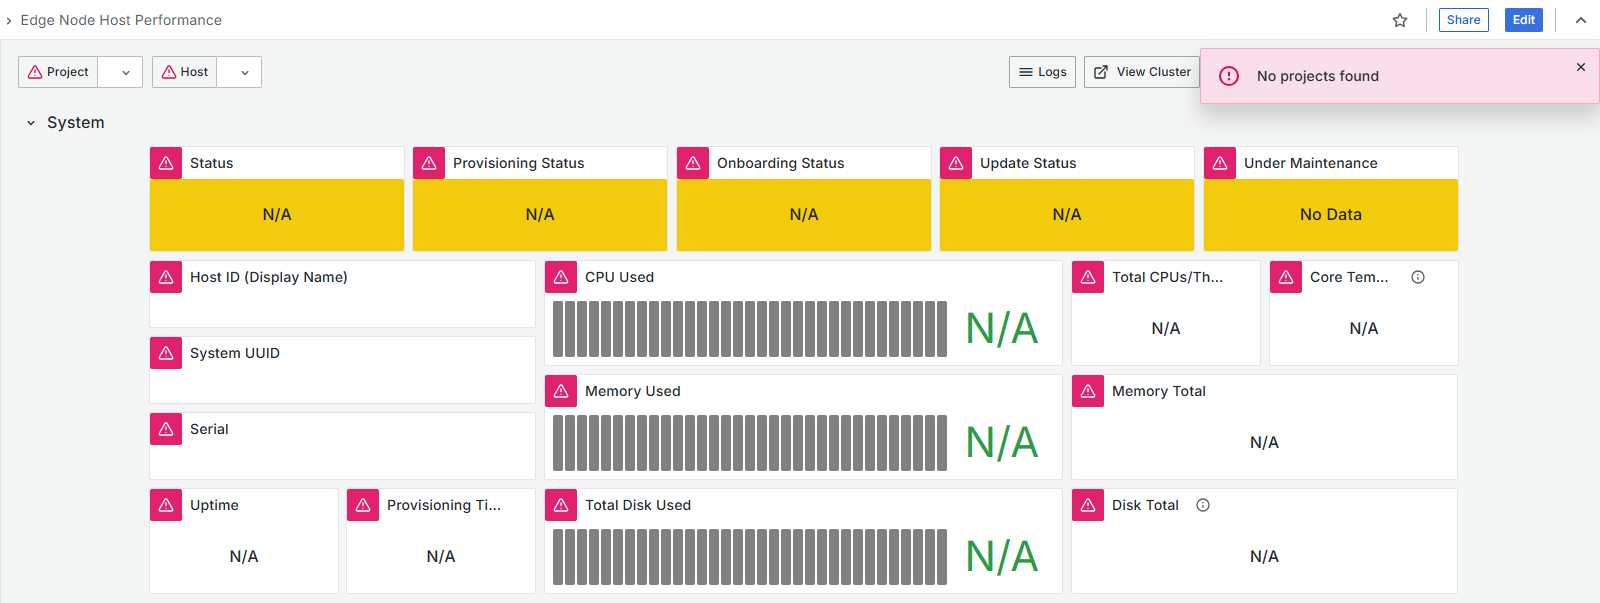 Edge Node Host Performance
Share
Edit
Project
Host
Logs
View Cluster
No projects found
System
Status
Provisioning Status
Onboarding Status
Update Status
Under Maintenance
N/A
N/A
N/A
N/A
No Data
Host ID (Display Name)
CPU Used
Total CPUs/Th...
Core Tem...
N/A
N/A
N/A
System UUID
Memory Used
Memory Total
N/A
N/A
Serial
Uptime
Provisioning Ti...
Total Disk Used
Disk Total
N/A
N/A
N/A
N/A